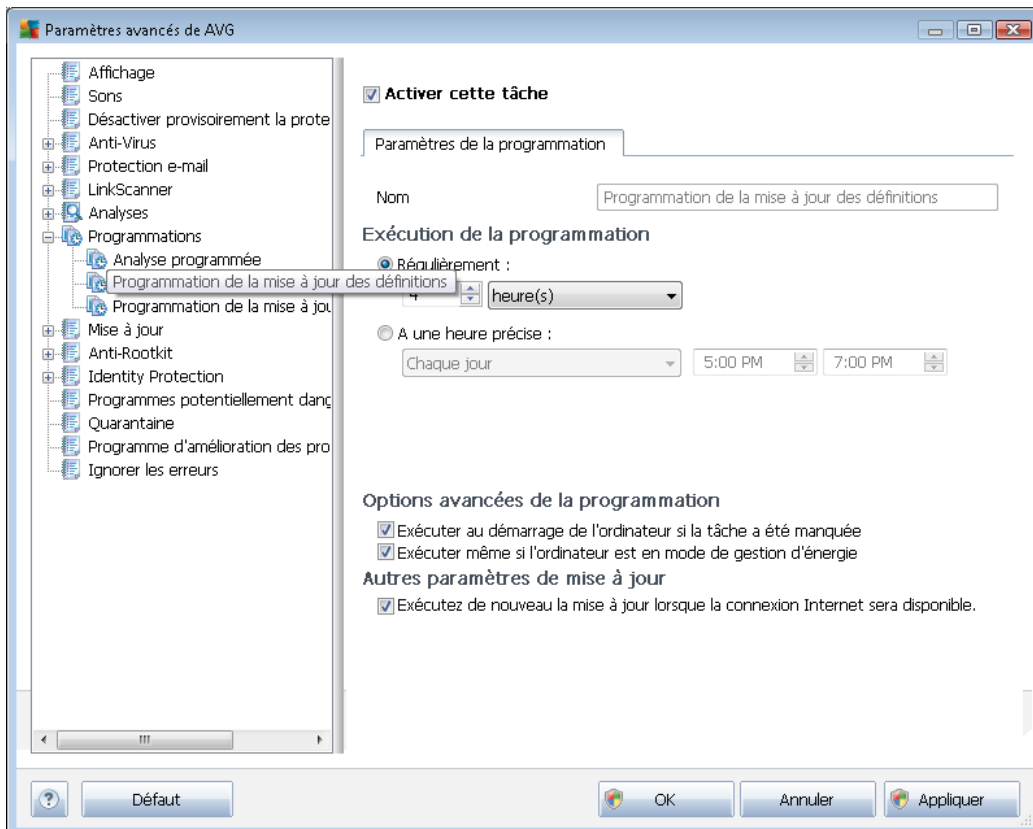 Paramètres avancés de AVG
Affichage
Sons
Désactiver provisoirement la prote
Anti-Virus
Protection e-mail
LinkScanner
Analyses
Programmations
Analyse programmée
Programmation de la mise à jour des définitions
Programmation de la mise à jou
Mise à jour
Anti-Rootkit
Identity Protection
Programmes potentiellement dang
Quarantaine
Programme d'amélioration des pro
Ignorer les erreurs
Activer cette tâche
Paramètres de la programmation
Nom
Programmation de la mise à jour des définitions
Exécution de la programmation
Régulièrement :
4 heure(s)
A une heure précise :
Chaque jour 5:00 PM 7:00 PM
Options avancées de la programmation
Exécuter au démarrage de l'ordinateur si la tâche a été manquée
Exécuter même si l'ordinateur est en mode de gestion d'énergie
Autres paramètres de mise à jour
Exécutez de nouveau la mise à jour lorsque la connexion Internet sera disponible.
? Défaut OK Annuler Appliquer